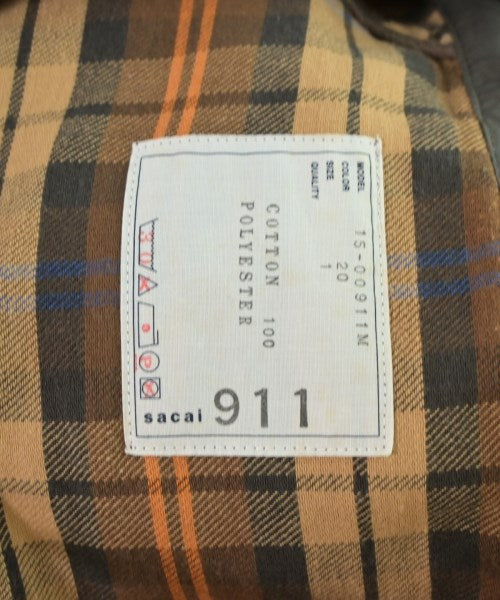 MODEL 15-00911M
COLOR 20
SIZE 1
QUALITY
COTTON 100
POLYESTER
sacai 911